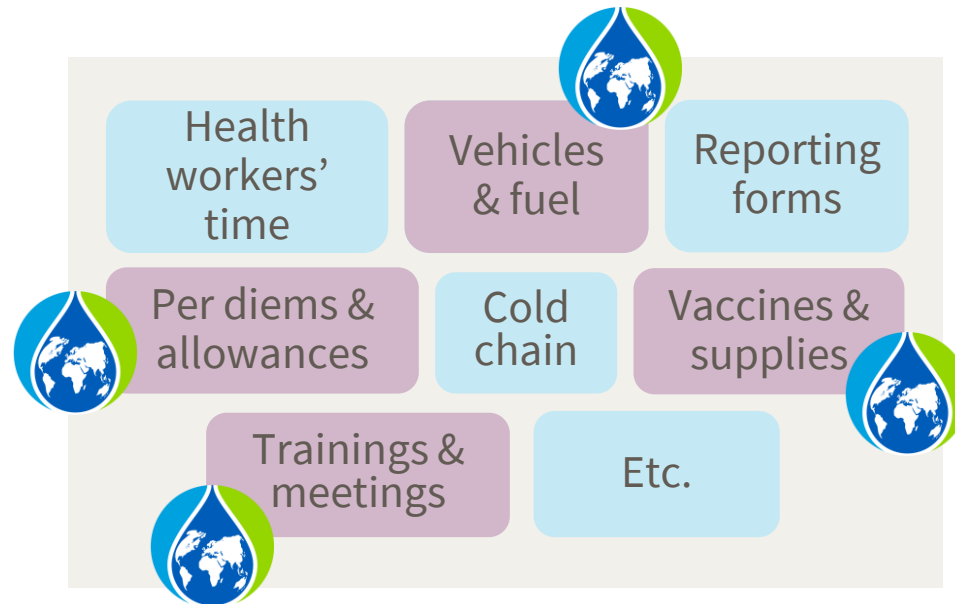 Health
workers’
time
Vehicles
& fuel
Reporting
forms
Per diems &
allowances
Cold
chain
Vaccines &
supplies
Trainings &
meetings
Etc.